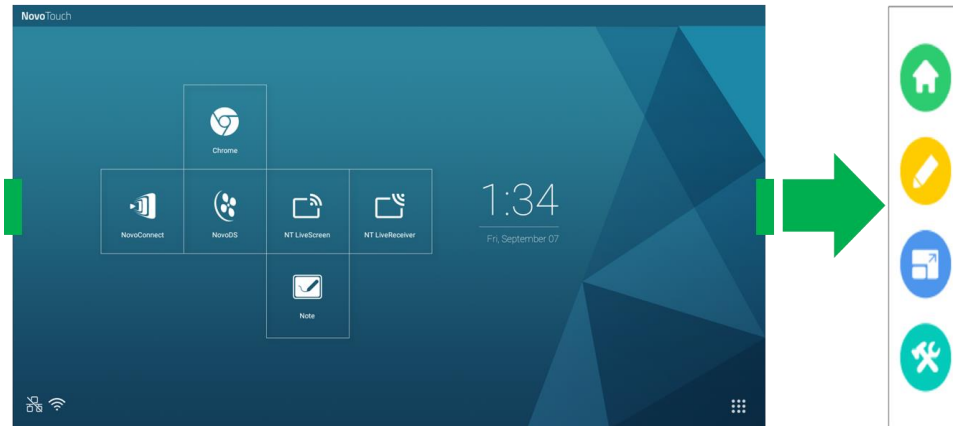 NovoTouch
Chrome
NovoConnect
NovoDS
NT LiveScreen
NT LiveReceiver
1:34
Fri, September 07
Note